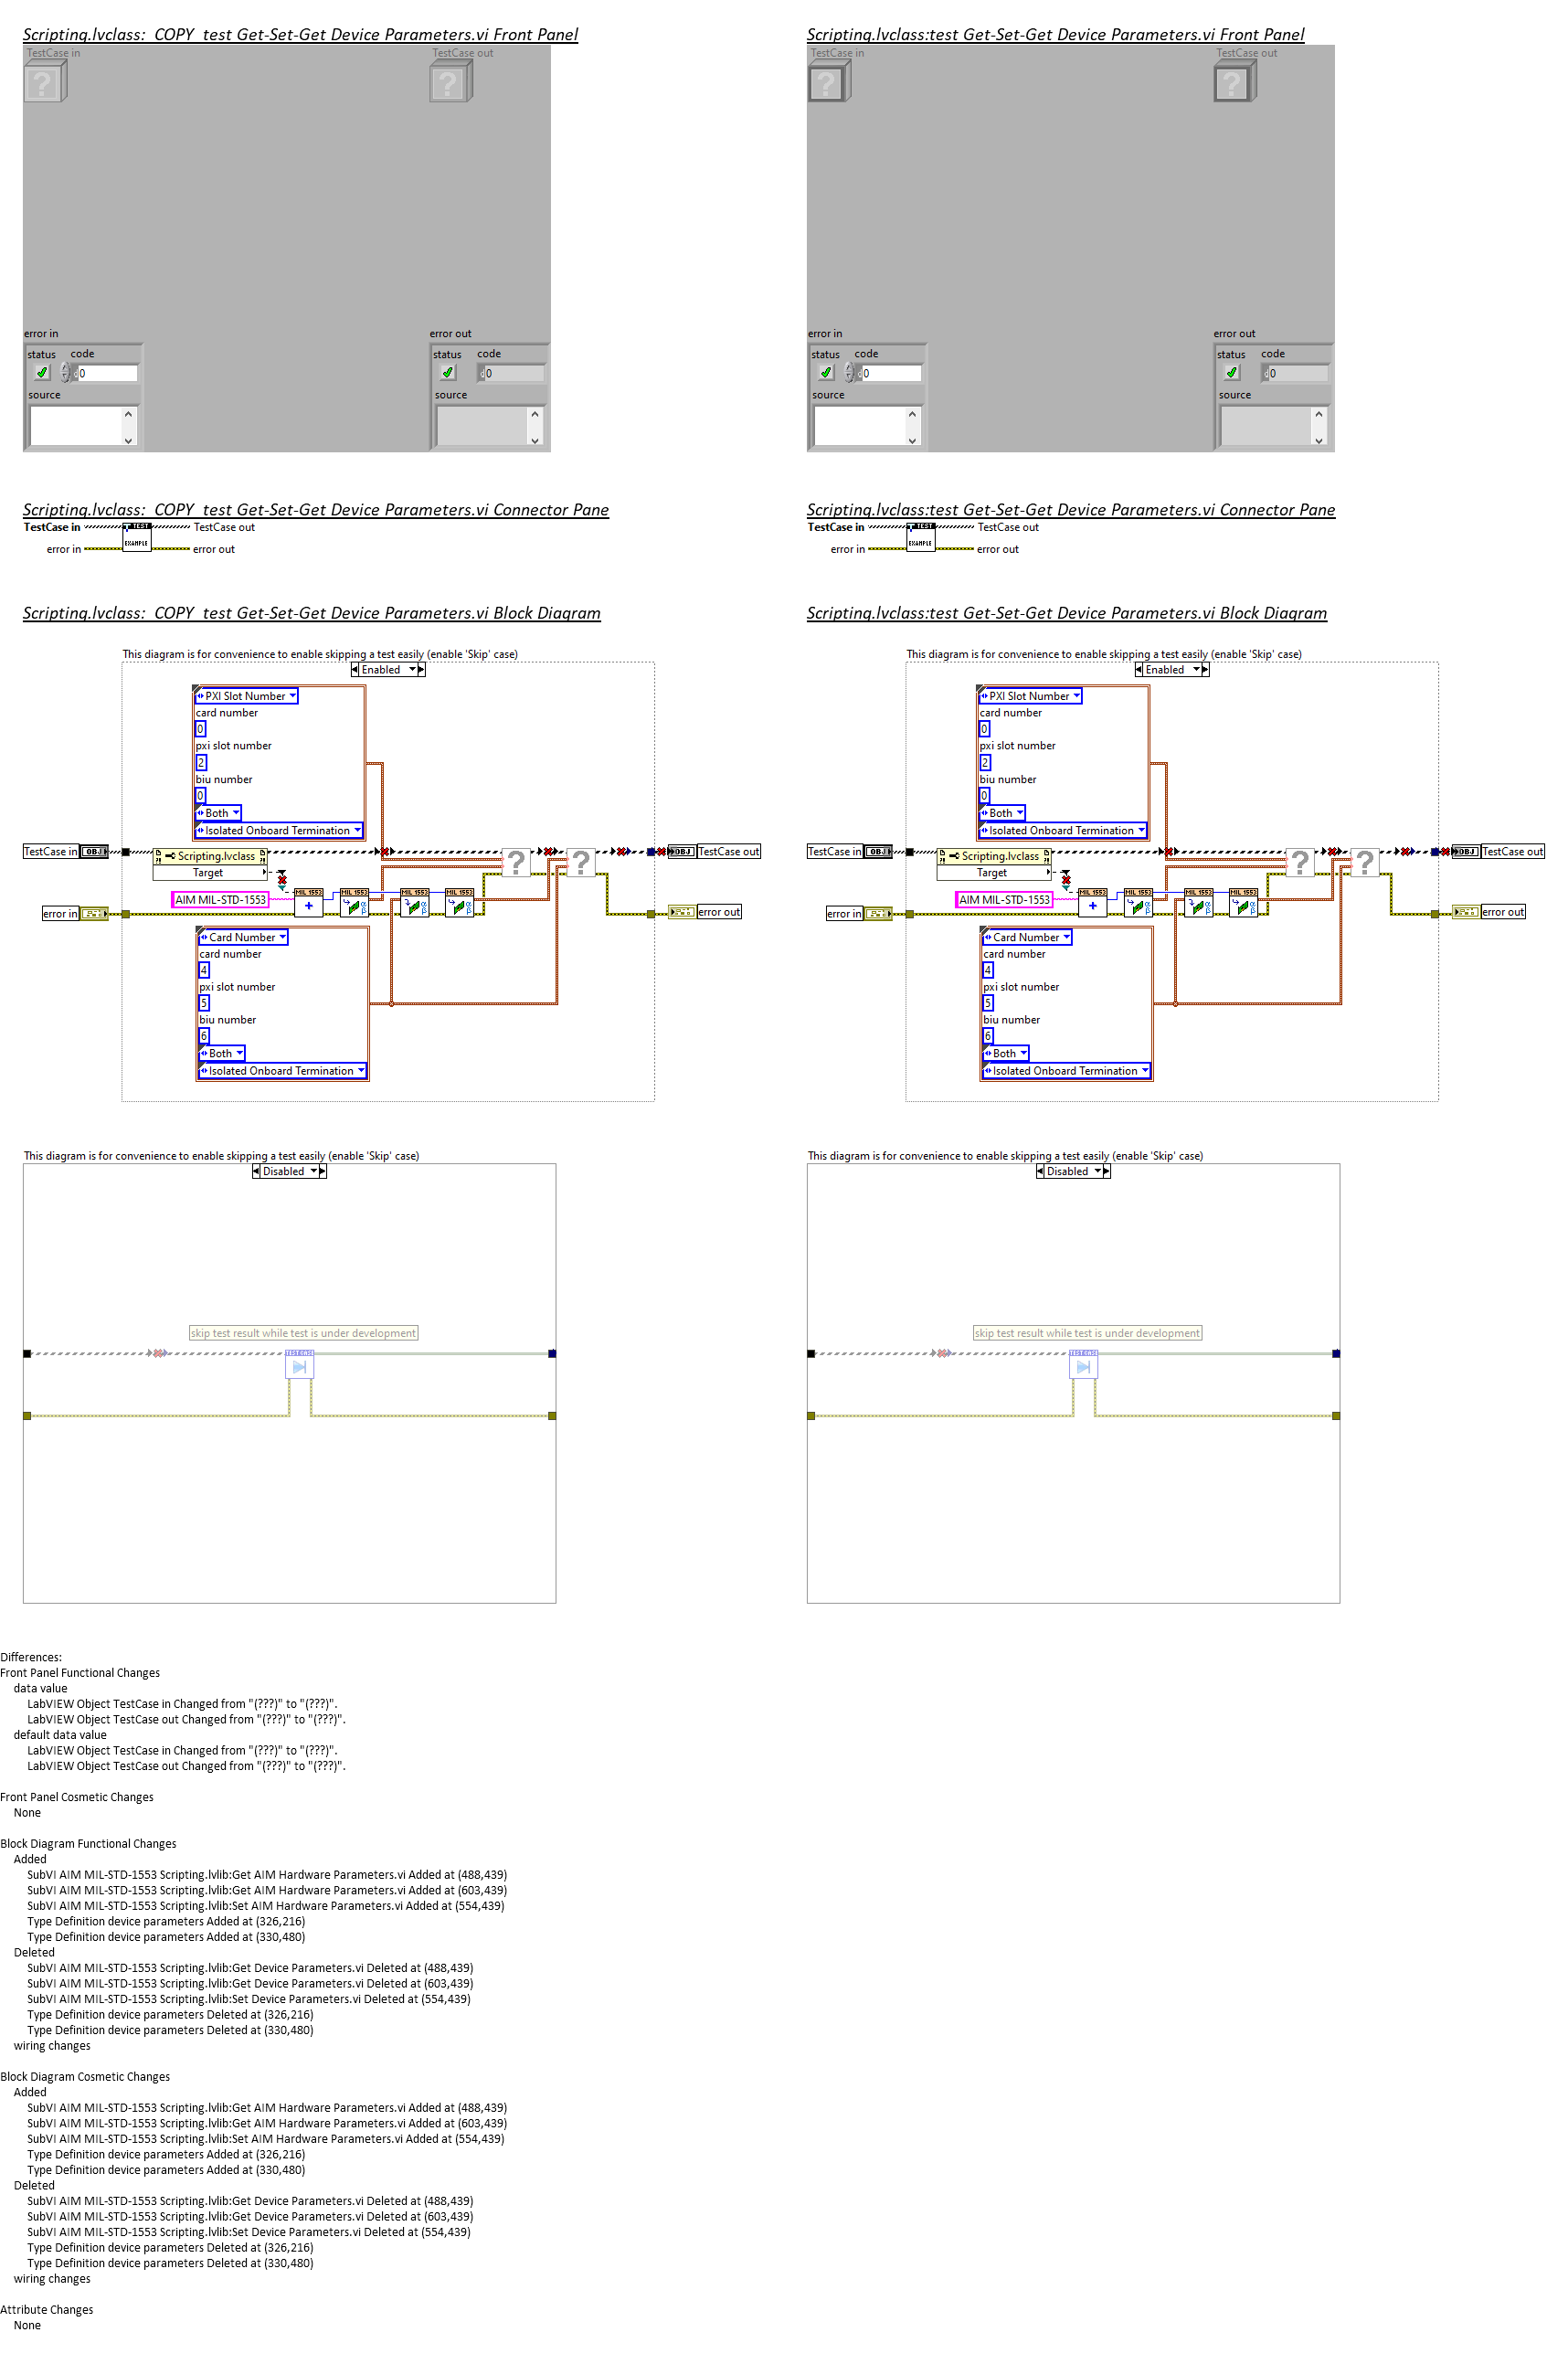 Scripting.lvclass:_COPY_test Get-Set-Get Device Parameters.vi Front Panel
TestCase in
TestCase out
error in
error out
status code
0
source
status code
0
source
Scripting.lvclass:test Get-Set-Get Device Parameters.vi Front Panel
TestCase in
TestCase out
error in
error out
status code
0
source
status code
0
source
Scripting.lvclass:_COPY_test Get-Set-Get Device Parameters.vi Connector Pane
TestCase in
TEST
TestCase out
error in
EXAMPLE
error out
Scripting.lvclass:test Get-Set-Get Device Parameters.vi Connector Pane
TestCase in
TEST
TestCase out
error in
EXAMPLE
error out
Scripting.lvclass:_COPY_test Get-Set-Get Device Parameters.vi Block Diagram
This diagram is for convenience to enable skipping a test easily (enable 'Skip' case)
Enabled
PXI Slot Number
card number
0
pxi slot number
2
biu number
0
Both
Isolated Onboard Termination
TestCase in
OBJ
Scripting.lvclass
Target
?
?
OBJ
TestCase out
AIM MIL-STD-1553
MIL 1553
MIL 1553
MIL 1553
MIL 1553
error in
error out
Card Number
card number
4
pxi slot number
5
biu number
6
Both
Isolated Onboard Termination
Scripting.lvclass:test Get-Set-Get Device Parameters.vi Block Diagram
This diagram is for convenience to enable skipping a test easily (enable 'Skip' case)
Enabled
PXI Slot Number
card number
0
pxi slot number
2
biu number
0
Both
Isolated Onboard Termination
TestCase in
OBJ
Scripting.lvclass
Target
?
?
OBJ
TestCase out
AIM MIL-STD-1553
MIL 1553
MIL 1553
MIL 1553
MIL 1553
error in
error out
Card Number
card number
4
pxi slot number
5
biu number
6
Both
Isolated Onboard Termination
This diagram is for convenience to enable skipping a test easily (enable 'Skip' case)
Disabled
skip test result while test is under development
TEST CASE
This diagram is for convenience to enable skipping a test easily (enable 'Skip' case)
Disabled
skip test result while test is under development
TEST CASE
Differences:
Front Panel Functional Changes
data value
LabVIEW Object TestCase in Changed from "(???)" to "(???)".
LabVIEW Object TestCase out Changed from "(???)" to "(???)".
default data value
LabVIEW Object TestCase in Changed from "(???)" to "(???)".
LabVIEW Object TestCase out Changed from "(???)" to "(???)".
Front Panel Cosmetic Changes
None
Block Diagram Functional Changes
Added
SubVI AIM MIL-STD-1553 Scripting.lvlib:Get AIM Hardware Parameters.vi Added at (488,439)
SubVI AIM MIL-STD-1553 Scripting.lvlib:Get AIM Hardware Parameters.vi Added at (603,439)
SubVI AIM MIL-STD-1553 Scripting.lvlib:Set AIM Hardware Parameters.vi Added at (554,439)
Type Definition device parameters Added at (326,216)
Type Definition device parameters Added at (330,480)
Deleted
SubVI AIM MIL-STD-1553 Scripting.lvlib:Get Device Parameters.vi Deleted at (488,439)
SubVI AIM MIL-STD-1553 Scripting.lvlib:Get Device Parameters.vi Deleted at (603,439)
SubVI AIM MIL-STD-1553 Scripting.lvlib:Set Device Parameters.vi Deleted at (554,439)
Type Definition device parameters Deleted at (326,216)
Type Definition device parameters Deleted at (330,480)
wiring changes
Block Diagram Cosmetic Changes
Added
SubVI AIM MIL-STD-1553 Scripting.lvlib:Get AIM Hardware Parameters.vi Added at (488,439)
SubVI AIM MIL-STD-1553 Scripting.lvlib:Get AIM Hardware Parameters.vi Added at (603,439)
SubVI AIM MIL-STD-1553 Scripting.lvlib:Set AIM Hardware Parameters.vi Added at (554,439)
Type Definition device parameters Added at (326,216)
Type Definition device parameters Added at (330,480)
Deleted
SubVI AIM MIL-STD-1553 Scripting.lvlib:Get Device Parameters.vi Deleted at (488,439)
SubVI AIM MIL-STD-1553 Scripting.lvlib:Get Device Parameters.vi Deleted at (603,439)
SubVI AIM MIL-STD-1553 Scripting.lvlib:Set Device Parameters.vi Deleted at (554,439)
Type Definition device parameters Deleted at (326,216)
Type Definition device parameters Deleted at (330,480)
wiring changes
Attribute Changes
None